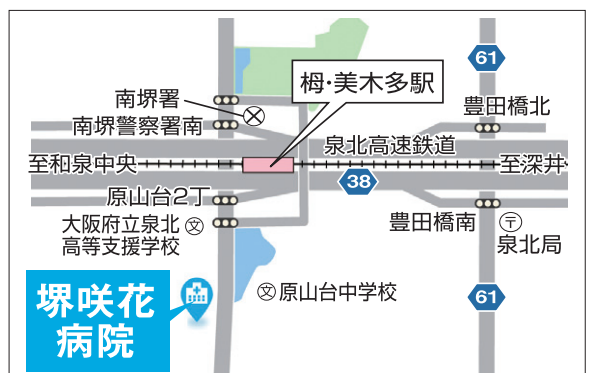 61
栂・美木多駅
南堺署
豊田橋北
南堺警察署南
泉北高速鉄道
至和泉中央
至深井
38
原山台2丁
大阪府立泉北
高等支援学校
文
豊田橋南
〒
泉北局
文
原山台中学校
堺咲花
病院
61